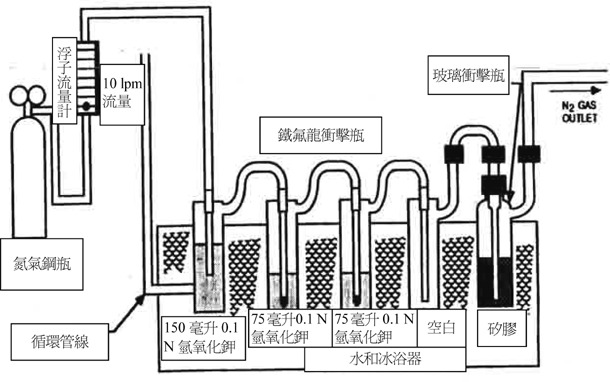 浮子流量計
10 lpm
流量
玻璃衝擊瓶
N₂ GAS
OUTLET
鐵氟龍衝擊瓶
氮氣鋼瓶
循環管線
150 毫升 0.1
N 氫氧化鉀
75 毫升 0.1 N
氫氧化鉀
75 毫升 0.1 N
氫氧化鉀
空白
矽膠
水和冰浴器